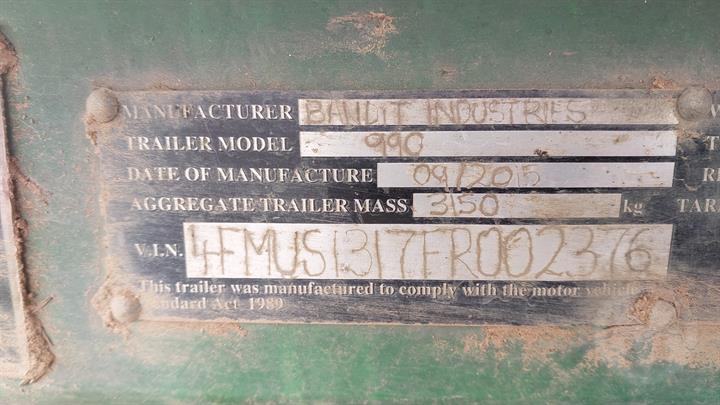 MANUFACTURER BANDIT INDUSTRIES
TRAILER MODEL 990
DATE OF MANUFACTURE 09/2015
AGGREGATE TRAILER MASS 3150 kg TAR
V.I.N. 4FMUS1317FR002376
This trailer was manufactured to comply with the motor vehicle
Standard Act 1989